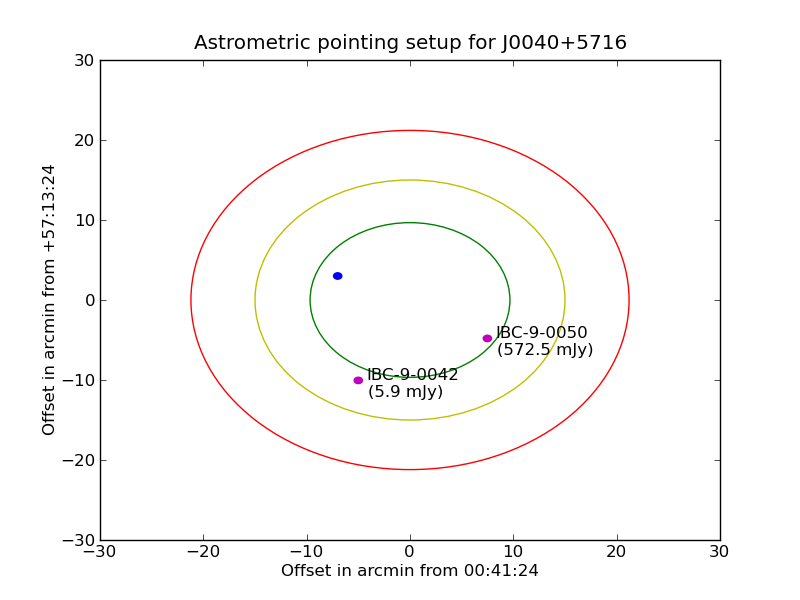 Astrometric pointing setup for J0040+5716
30
20
10
0
−10
−20
−30
Offset in arcmin from +57:13:24
IBC-9-0050
(572.5 mJy)
IBC-9-0042
(5.9 mJy)
−30 −20 −10 0 10 20 30
Offset in arcmin from 00:41:24